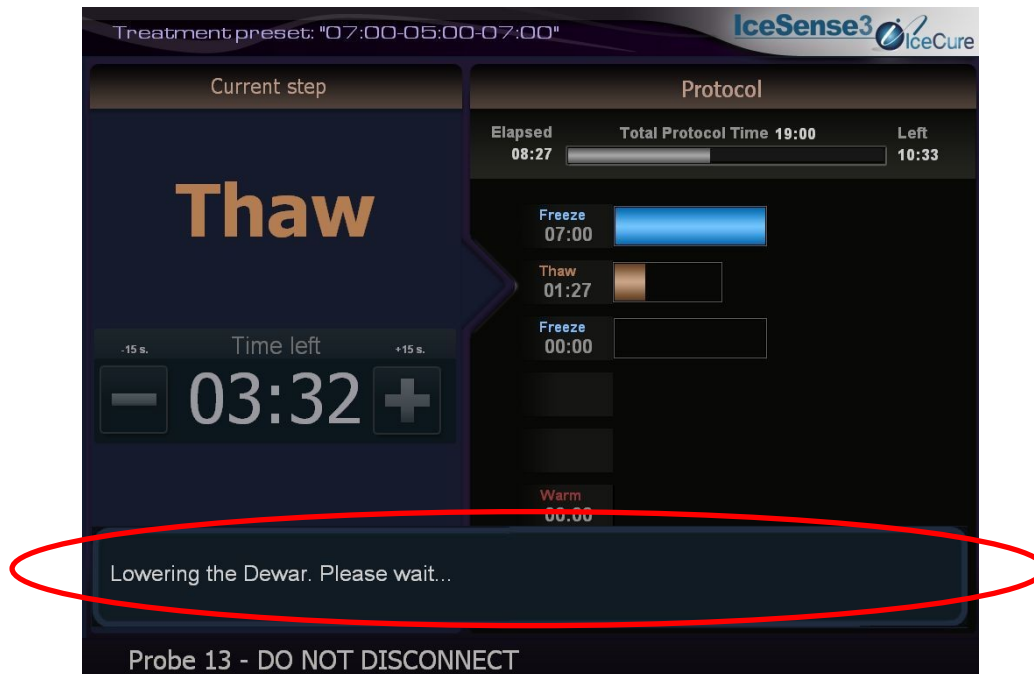 Treatment preset: "07:00-05:00-07:00"
IceSense3
IceCure
Current step
Protocol
Elapsed
Total Protocol Time 19:00
Left
08:27
10:33
Thaw
Freeze
07:00
Thaw
01:27
Freeze
00:00
-15 s.
Time left
+15 s.
03:32
Warm
00:00
Lowering the Dewar. Please wait...
Probe 13 - DO NOT DISCONNECT